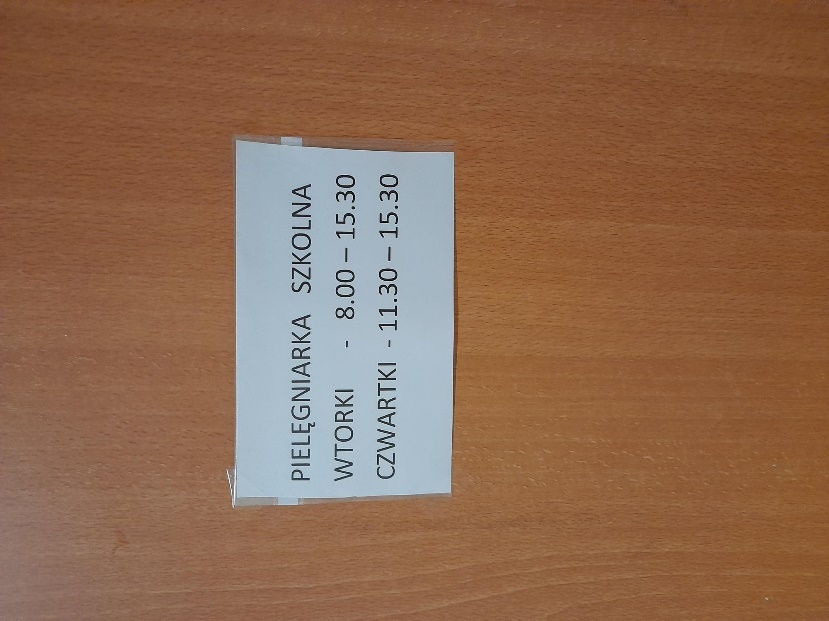 PIELĘGNIARKA SZKOLNA
WTORKI - 8.00 – 15.30
CZWARTKI - 11.30 – 15.30